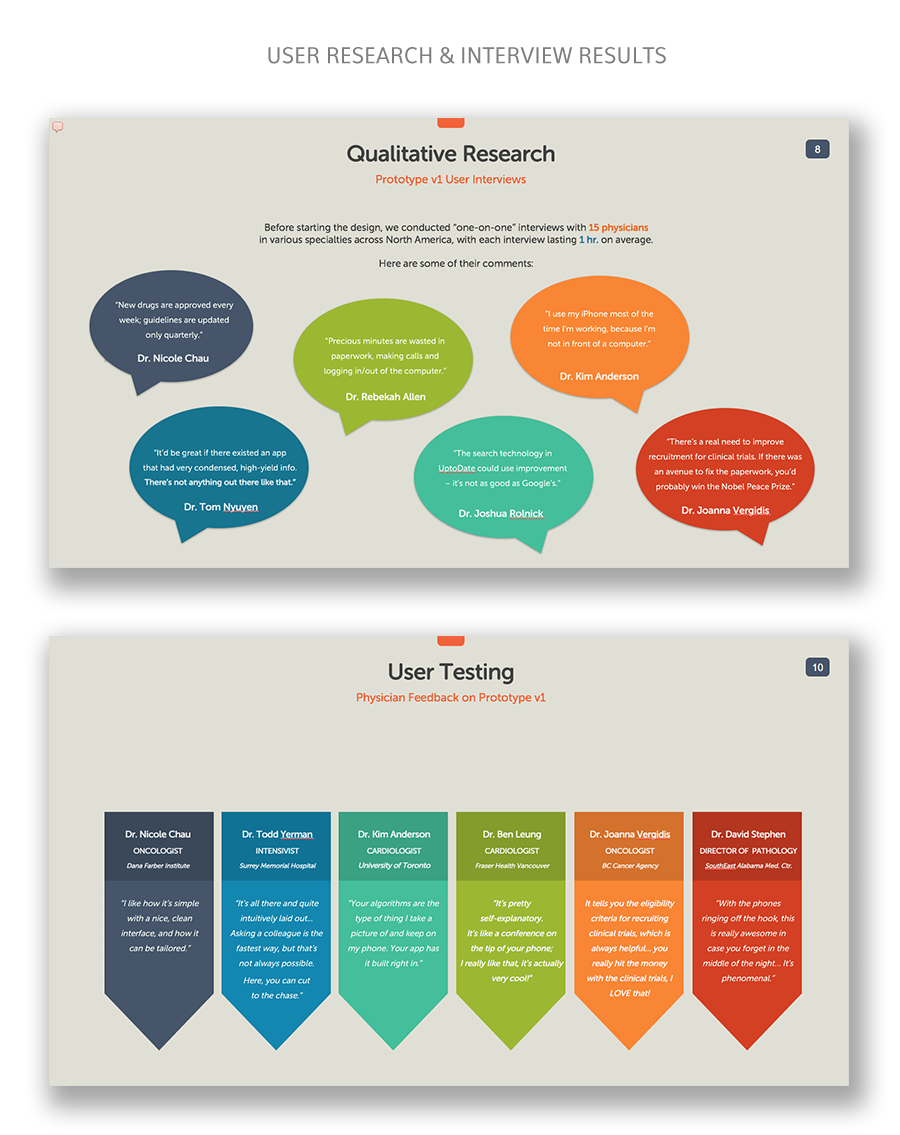 USER RESEARCH & INTERVIEW RESULTS
Qualitative Research
8
Prototype v1 User Interviews
Before starting the design, we conducted “one-on-one” interviews with 15 physicians
in various specialties across North America, with each interview lasting 1 hr. on average.
Here are some of their comments:
“New drugs are approved every
week; guidelines are updated
only quarterly.”
Dr. Nicole Chau
“Precious minutes are wasted in
paperwork, making calls and
logging in/out of the computer.”
Dr. Rebekah Allen
“I use my iPhone most of the
time I’m working, because I’m
not in front of a computer.”
Dr. Kim Anderson
“It’d be great if there existed an app
that had very condensed, high-yield info.
There’s not anything out there like that.”
Dr. Tom Nyuyen
“The search technology in
UptoDate could use improvement
– it’s not as good as Google’s.”
Dr. Joshua Rolnick
“There’s a real need to improve
recruitment for clinical trials. If there was
an avenue to fix the paperwork, you’d
probably win the Nobel Peace Prize.”
Dr. Joanna Vergidis
User Testing
10
Physician Feedback on Prototype v1
Dr. Nicole Chau
ONCOLOGIST
Dana Farber Institute
“I like how it’s simple
with a nice, clean
interface, and how it
can be tailored.”
Dr. Todd Yerman
INTENSIVIST
Surrey Memorial Hospital
“It’s all there and quite
intuitively laid out...
Asking a colleague is the
fastest way, but that’s
not always possible.
Here, you can cut
to the chase.”
Dr. Kim Anderson
CARDIOLOGIST
University of Toronto
“Your algorithms are the
type of thing I take a
picture of and keep on
my phone. Your app has
it built right in.”
Dr. Ben Leung
CARDIOLOGIST
Fraser Health Vancouver
“It’s pretty
self-explanatory.
It’s like a conference on
the tip of your phone;
I really like that, it’s actually
very cool!”
Dr. Joanna Vergidis
ONCOLOGIST
BC Cancer Agency
It tells you the eligibility
criteria for recruiting
clinical trials, which is
always helpful... you
really hit the money
with the clinical trials, I
LOVE that!
Dr. David Stephen
DIRECTOR OF PATHOLOGY
SouthEast Alabama Med. Ctr.
“With the phones
ringing off the hook, this
is really awesome in
case you forget in the
middle of the night... It’s
phenomenal.”